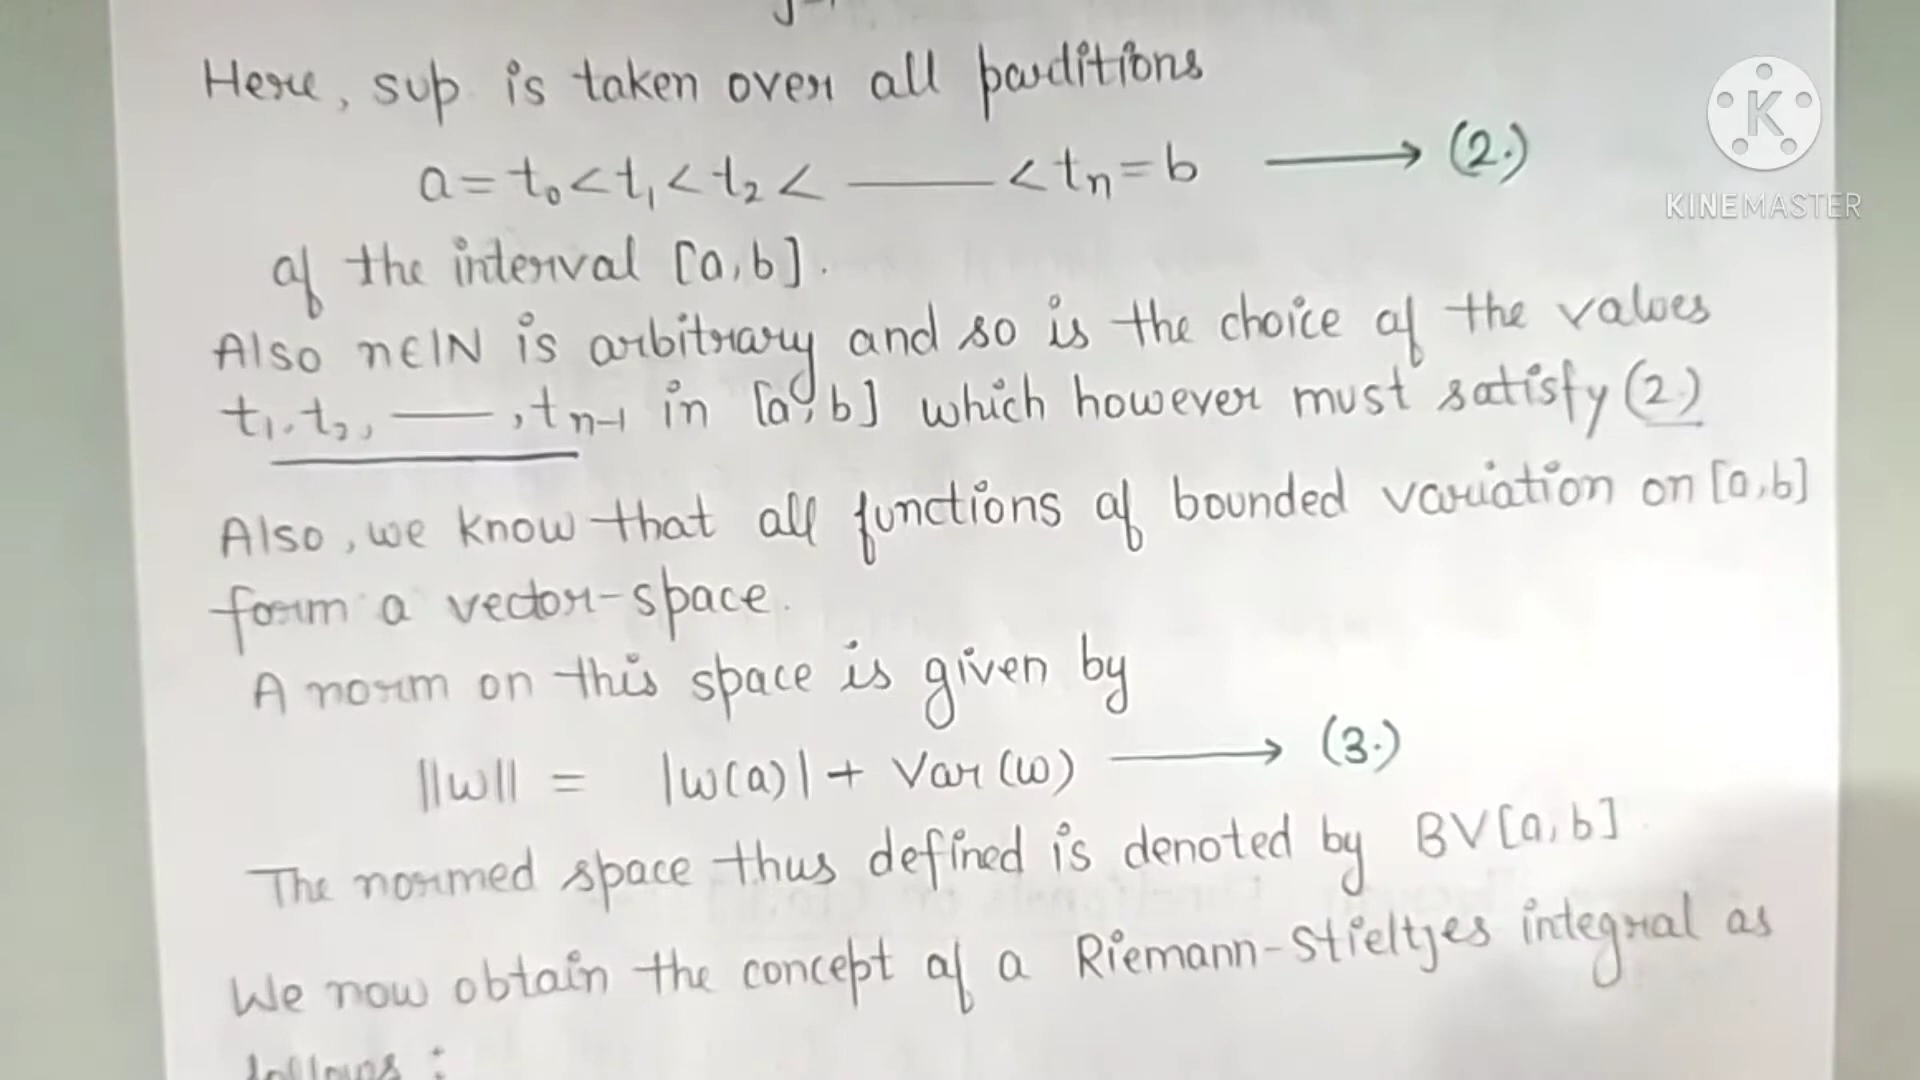 Here, sup is taken over all partitions
a = t₀ < t₁ < t₂ < —— < tₙ = b ⟶ (2.)
of the interval [a, b].
Also n∈ℕ is arbitrary and so is the choice of the values
t₁, t₂, ——, tₙ₋₁ in [a, b] which however must satisfy (2.)
Also, we know that all functions of bounded variation on [a, b]
form a vector-space.
A norm on this space is given by
||w|| = |w(a)| + Var (w) ⟶ (3.)
The normed space thus defined is denoted by BV[a, b].
We now obtain the concept of a Riemann-Stieltjes integral as
follows :
KINEMASTER